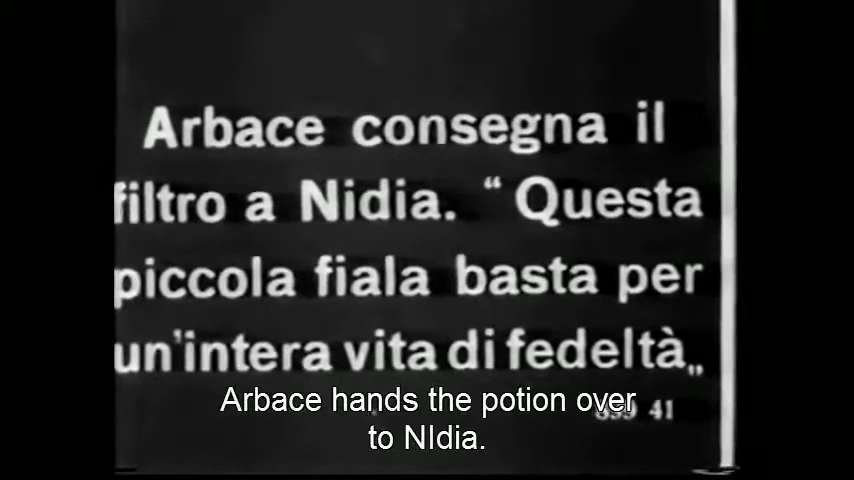 Arbace consegna il
filtro a Nidia. “ Questa
piccola fiala basta per
un'intera vita di fedeltà„
Arbace hands the potion over
41
to NIdia.